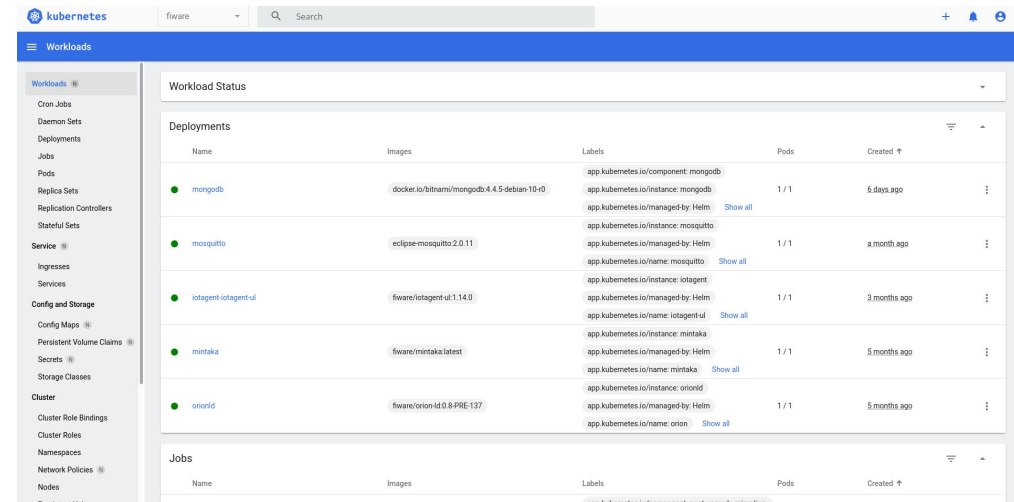 kubernetes
fiware
Search
Workloads
Workloads N
Cron Jobs
Daemon Sets
Deployments
Jobs
Pods
Replica Sets
Replication Controllers
Stateful Sets
Service N
Ingresses
Services
Config and Storage
Config Maps N
Persistent Volume Claims N
Secrets N
Storage Classes
Cluster
Cluster Role Bindings
Cluster Roles
Namespaces
Network Policies N
Nodes
Workload Status
Deployments
Name Images Labels Pods Created ↑
app.kubernetes.io/component: mongodb
mongodb docker.io/bitnami/mongodb:4.4.5-debian-10-r0 app.kubernetes.io/instance: mongodb 1 / 1 6 days ago
app.kubernetes.io/managed-by: Helm Show all
app.kubernetes.io/instance: mosquitto
mosquitto eclipse-mosquitto:2.0.11 app.kubernetes.io/managed-by: Helm 1 / 1 a month ago
app.kubernetes.io/name: mosquitto Show all
app.kubernetes.io/instance: iotagent
iotagent-iotagent-ul fiware/iotagent-ul:1.14.0 app.kubernetes.io/managed-by: Helm 1 / 1 3 months ago
app.kubernetes.io/name: iotagent-ul Show all
app.kubernetes.io/instance: mintaka
mintaka fiware/mintaka:latest app.kubernetes.io/managed-by: Helm 1 / 1 5 months ago
app.kubernetes.io/name: mintaka Show all
app.kubernetes.io/instance: orionld
orionld fiware/orion-ld:0.8-PRE-137 app.kubernetes.io/managed-by: Helm 1 / 1 5 months ago
app.kubernetes.io/name: orion Show all
Jobs
Name Images Labels Pods Created ↑